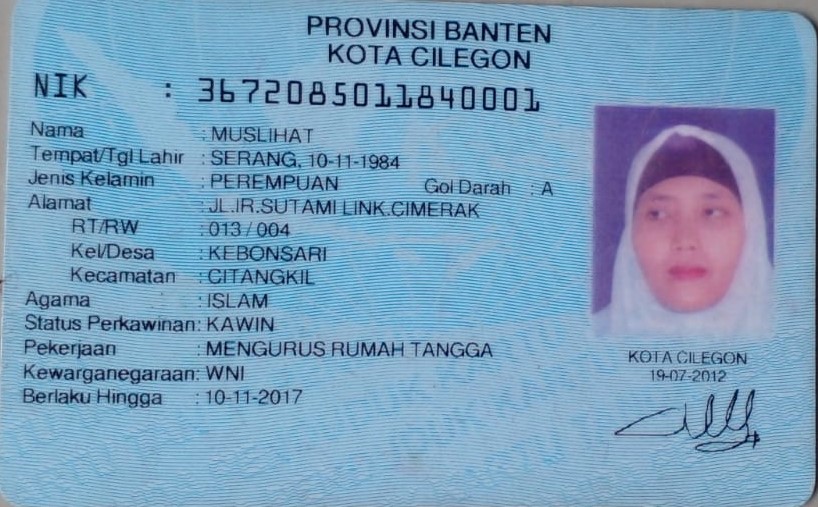 PROVINSI BANTEN
KOTA CILEGON
NIK : 3672085011840001
Nama : MUSLIHAT
Tempat/Tgl Lahir : SERANG, 10-11-1984
Jenis Kelamin : PEREMPUAN Gol Darah : A
Alamat : JL.IR.SUTAMI LINK.CIMERAK
RT/RW : 013 / 004
Kel/Desa : KEBONSARI
Kecamatan : CITANGKIL
Agama : ISLAM
Status Perkawinan: KAWIN
Pekerjaan : MENGURUS RUMAH TANGGA
Kewarganegaraan: WNI
Berlaku Hingga : 10-11-2017
KOTA CILEGON
19-07-2012